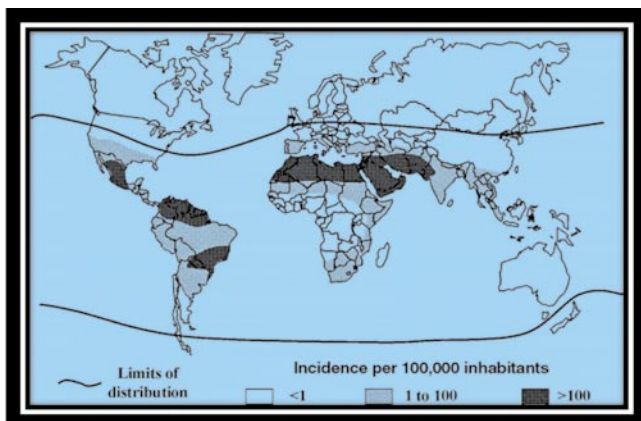 Incidence per 100,000 inhabitants
Limits of
distribution
<1
1 to 100
>100